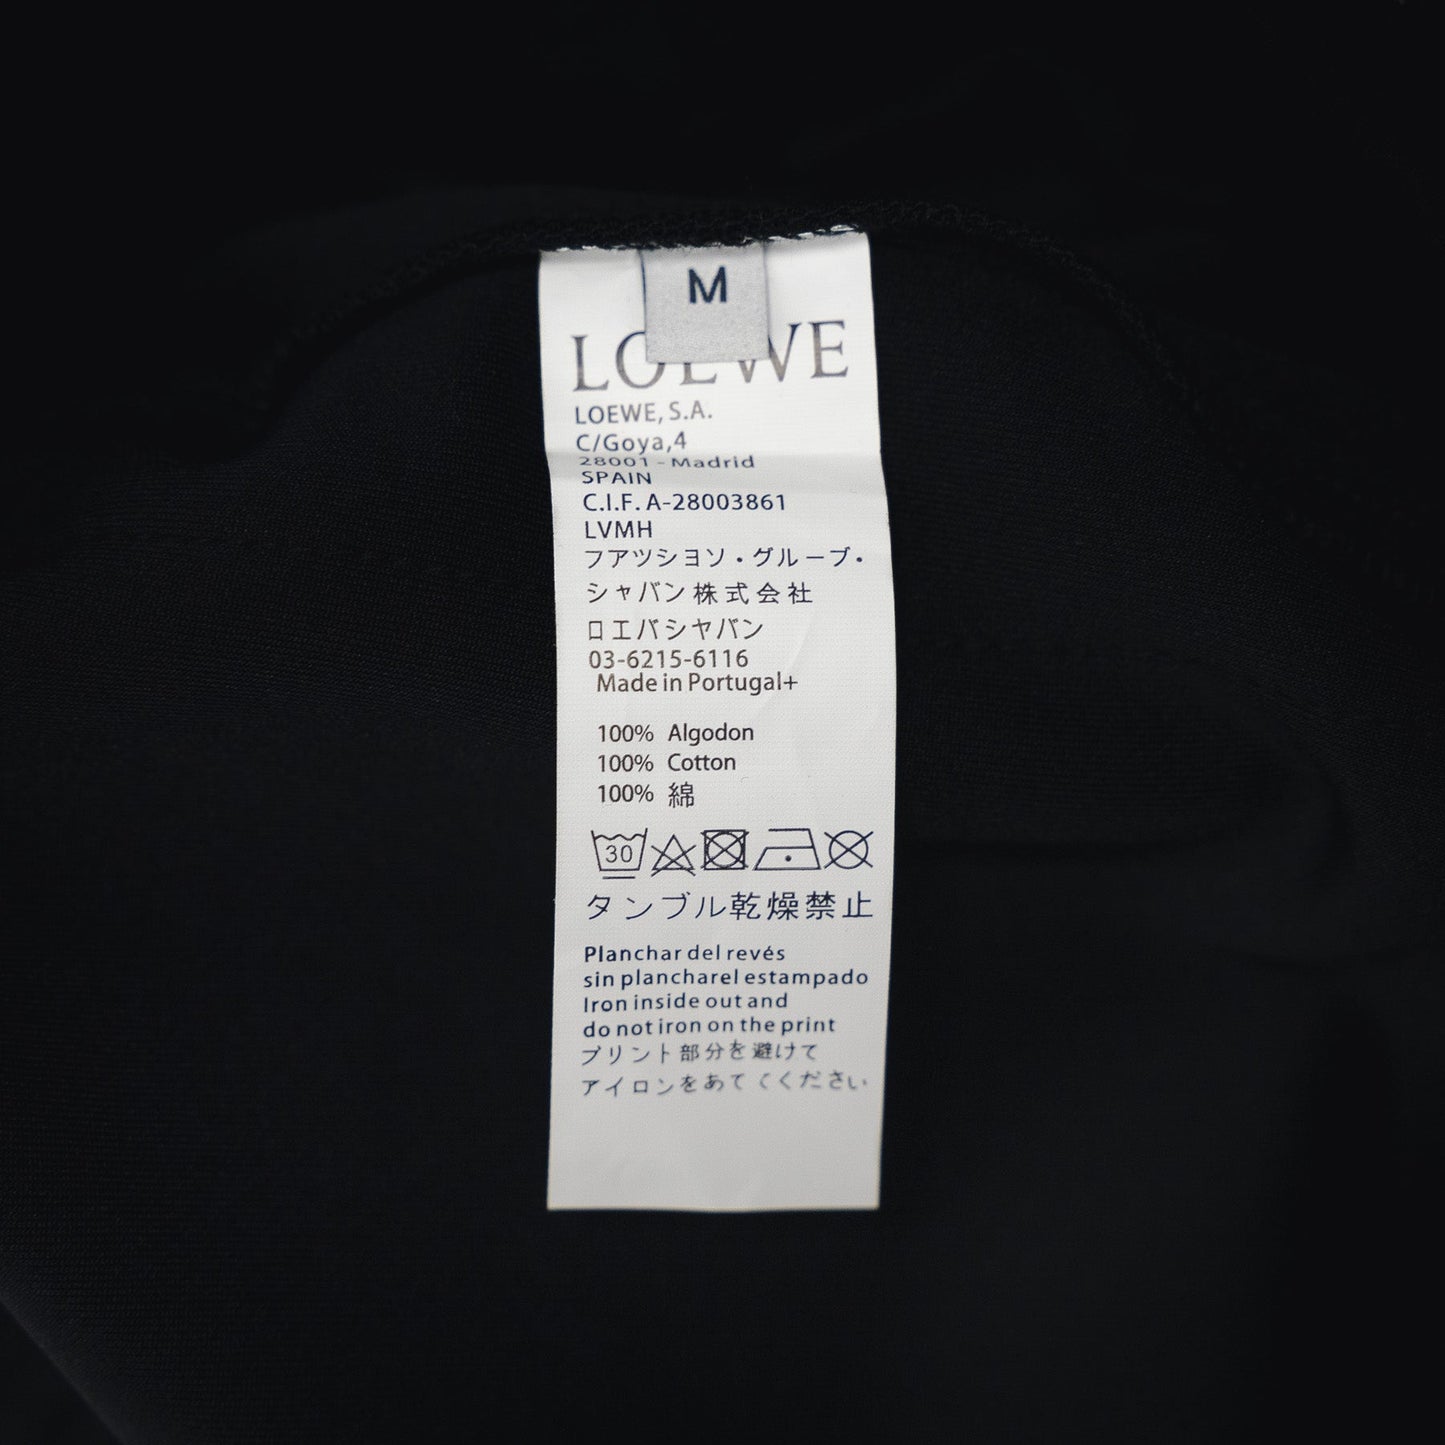 M
LOEWE
LOEWE, S.A.
C/Goya,4
28001 - Madrid
SPAIN
C.I.F. A-28003861
LVMH
フアツシヨソ・グルーブ・
シャバン株式会社
ロエバシヤバン
03-6215-6116
Made in Portugal+
100% Algodon
100% Cotton
100% 綿
30
タンブル乾燥禁止
Planchar del revés
sin plancharel estampado
Iron inside out and
do not iron on the print
プリント部分を避けて
アイロンをあててください